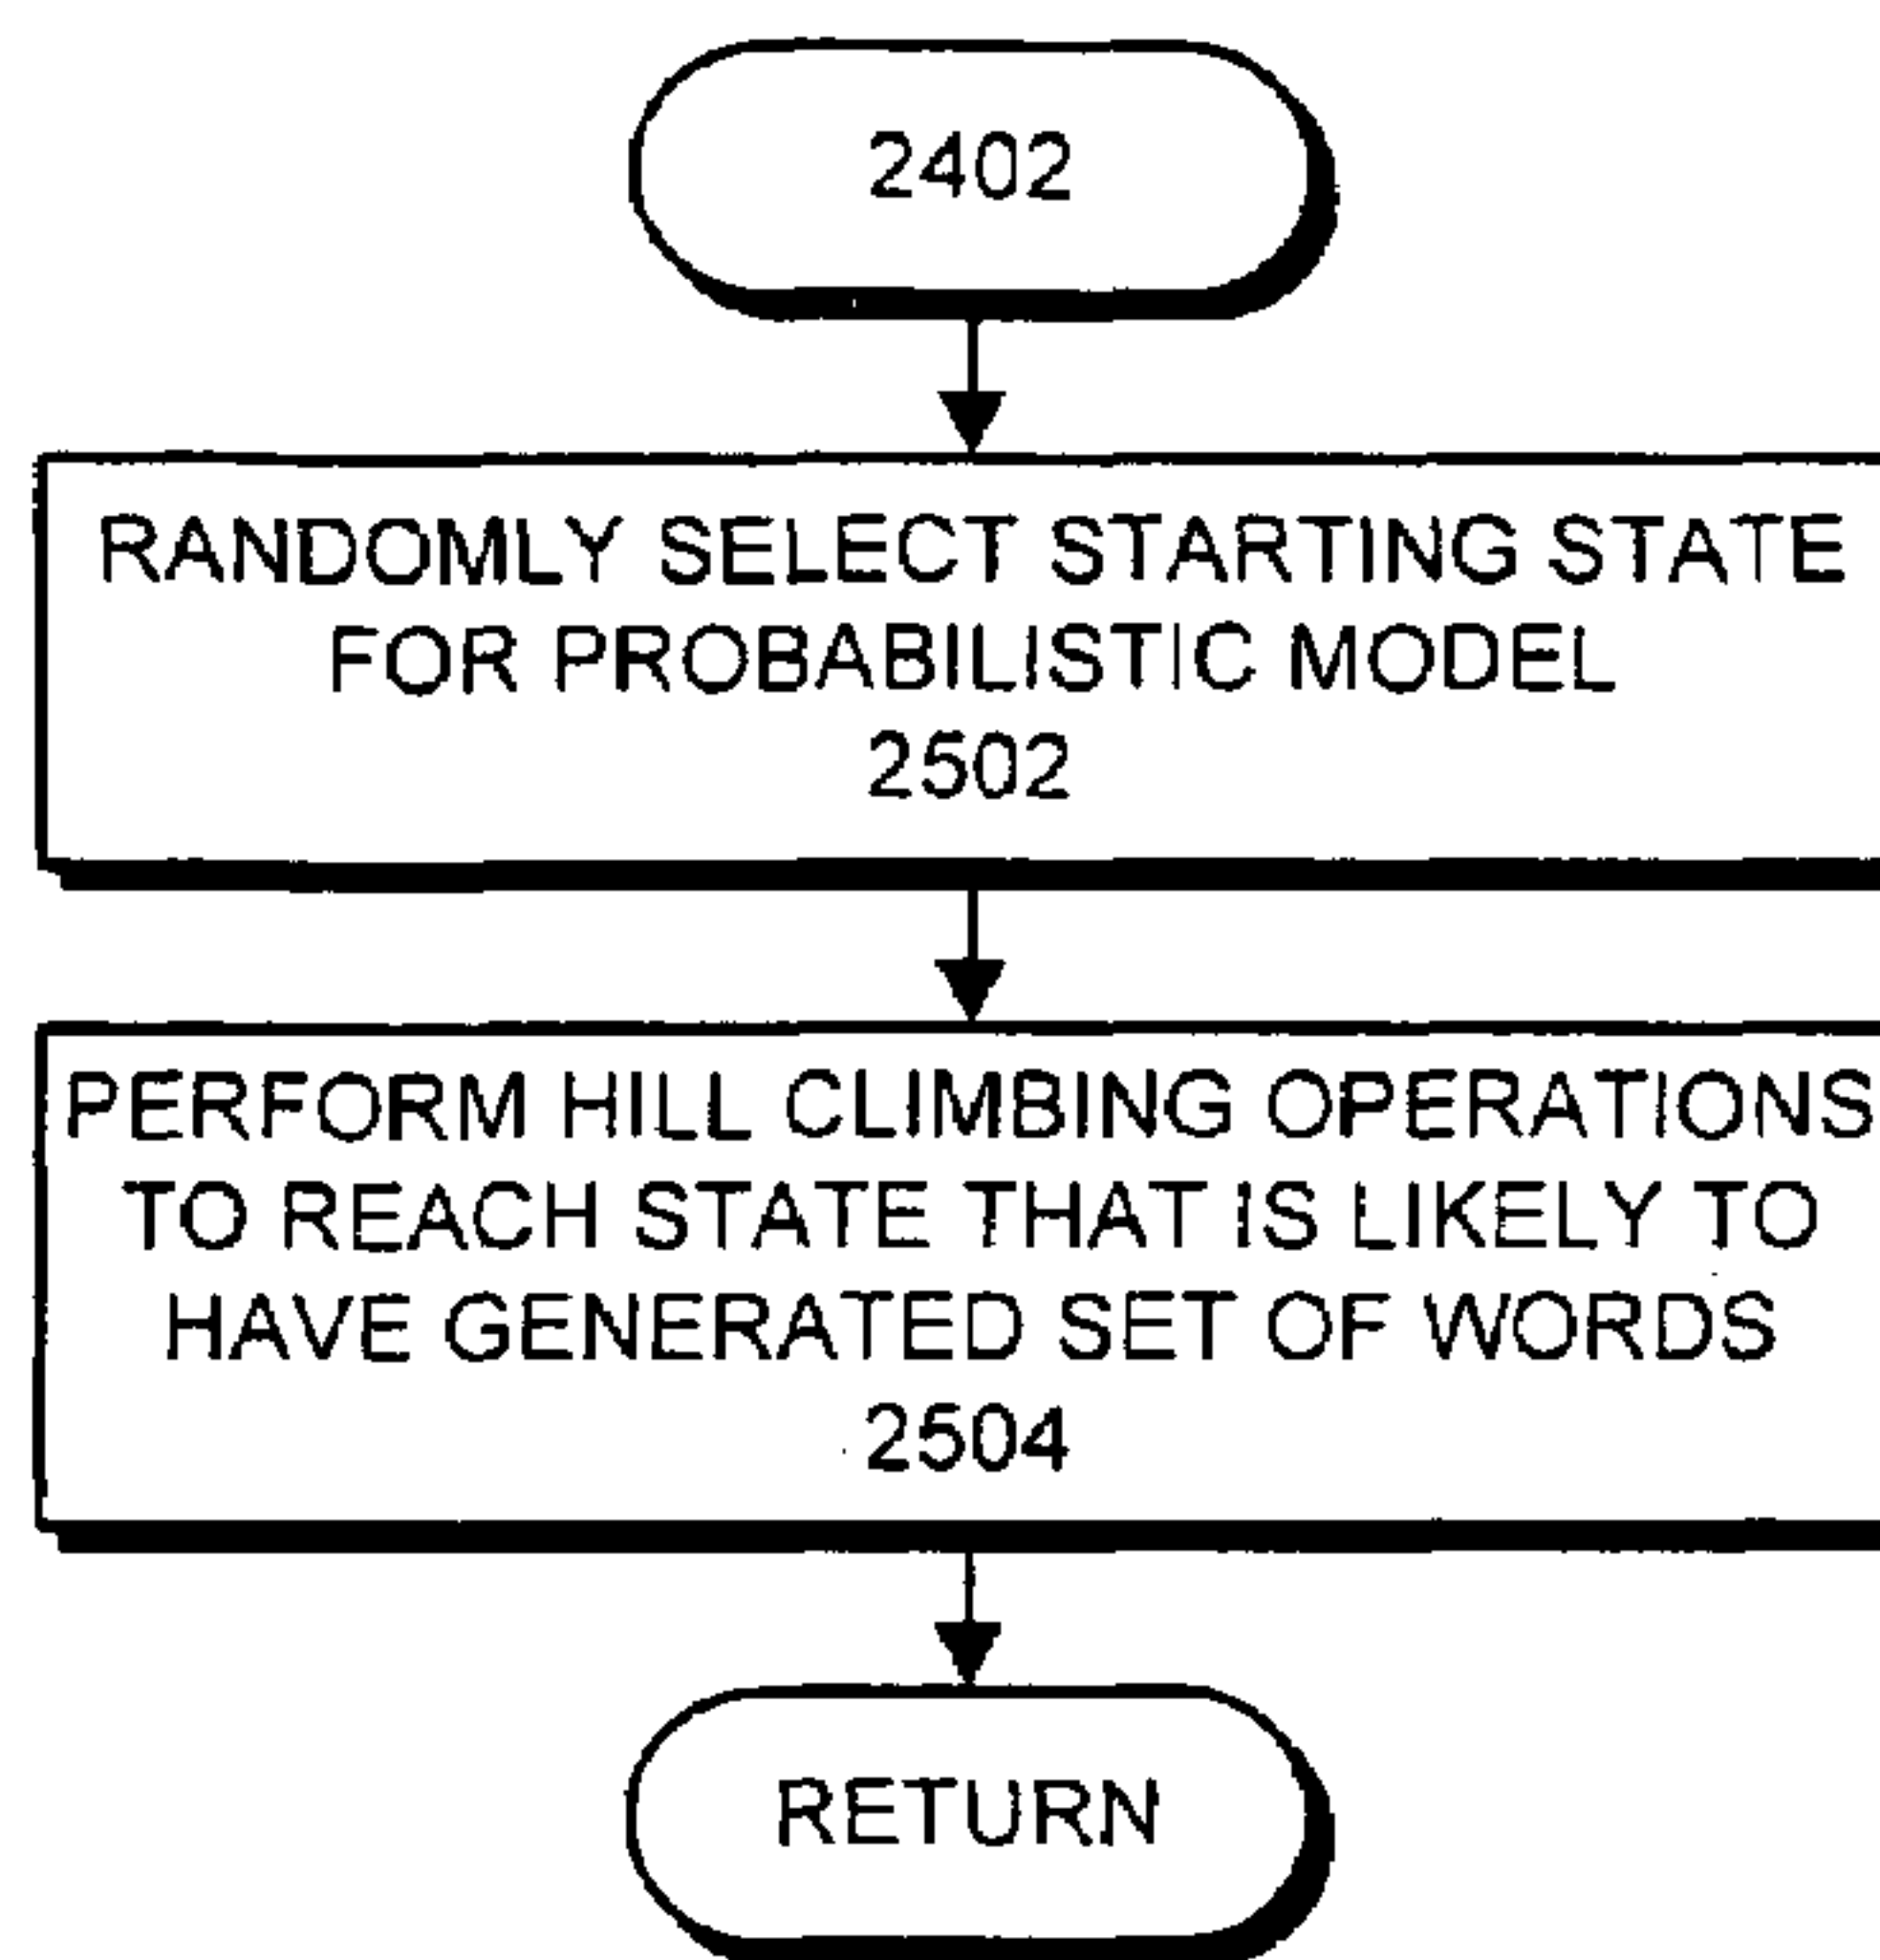 2402
RANDOMLY SELECT STARTING STATE
FOR PROBABILISTIC MODEL
2502
PERFORM HILL CLIMBING OPERATIONS
TO REACH STATE THAT IS LIKELY TO
HAVE GENERATED SET OF WORDS
2504
RETURN